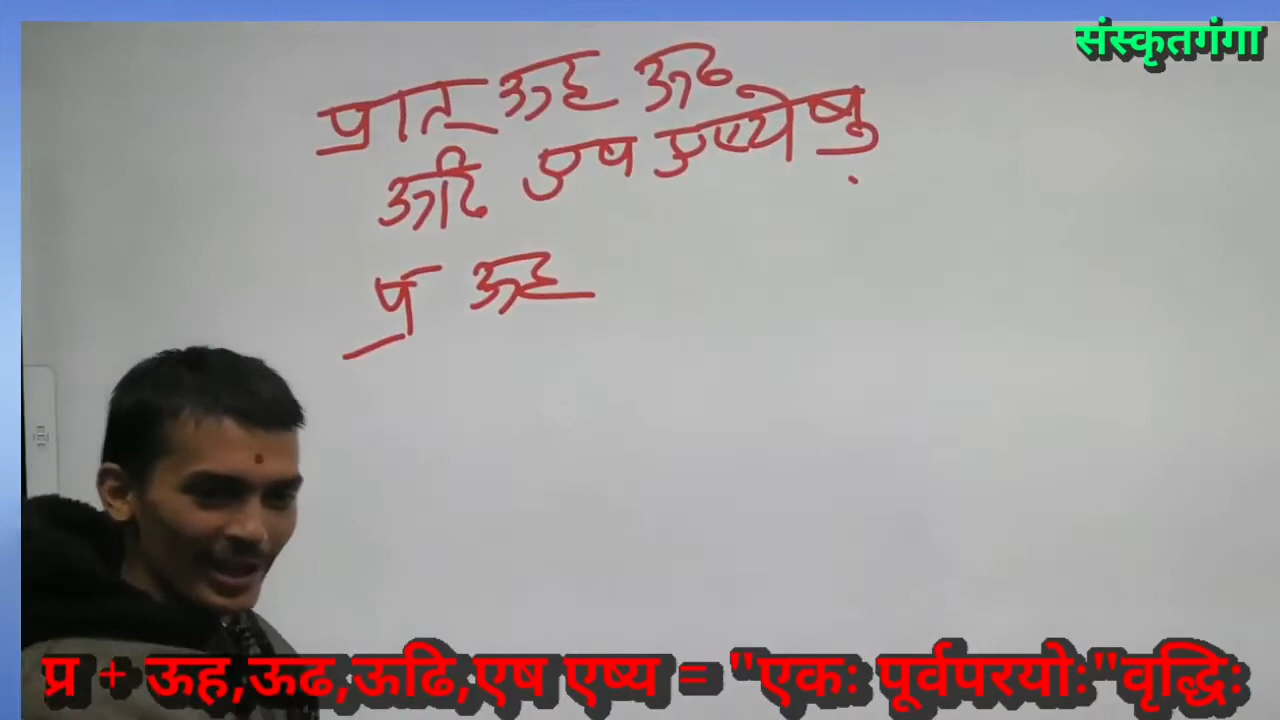 संस्कृतगंगा
प्रात् ऊह ऊढ
ऊढि एष एष्येषु
प्र ऊह
प्र + ऊह,ऊढ,ऊढि,एष एष्य = "एकः पूर्वपरयोः"वृद्धिः